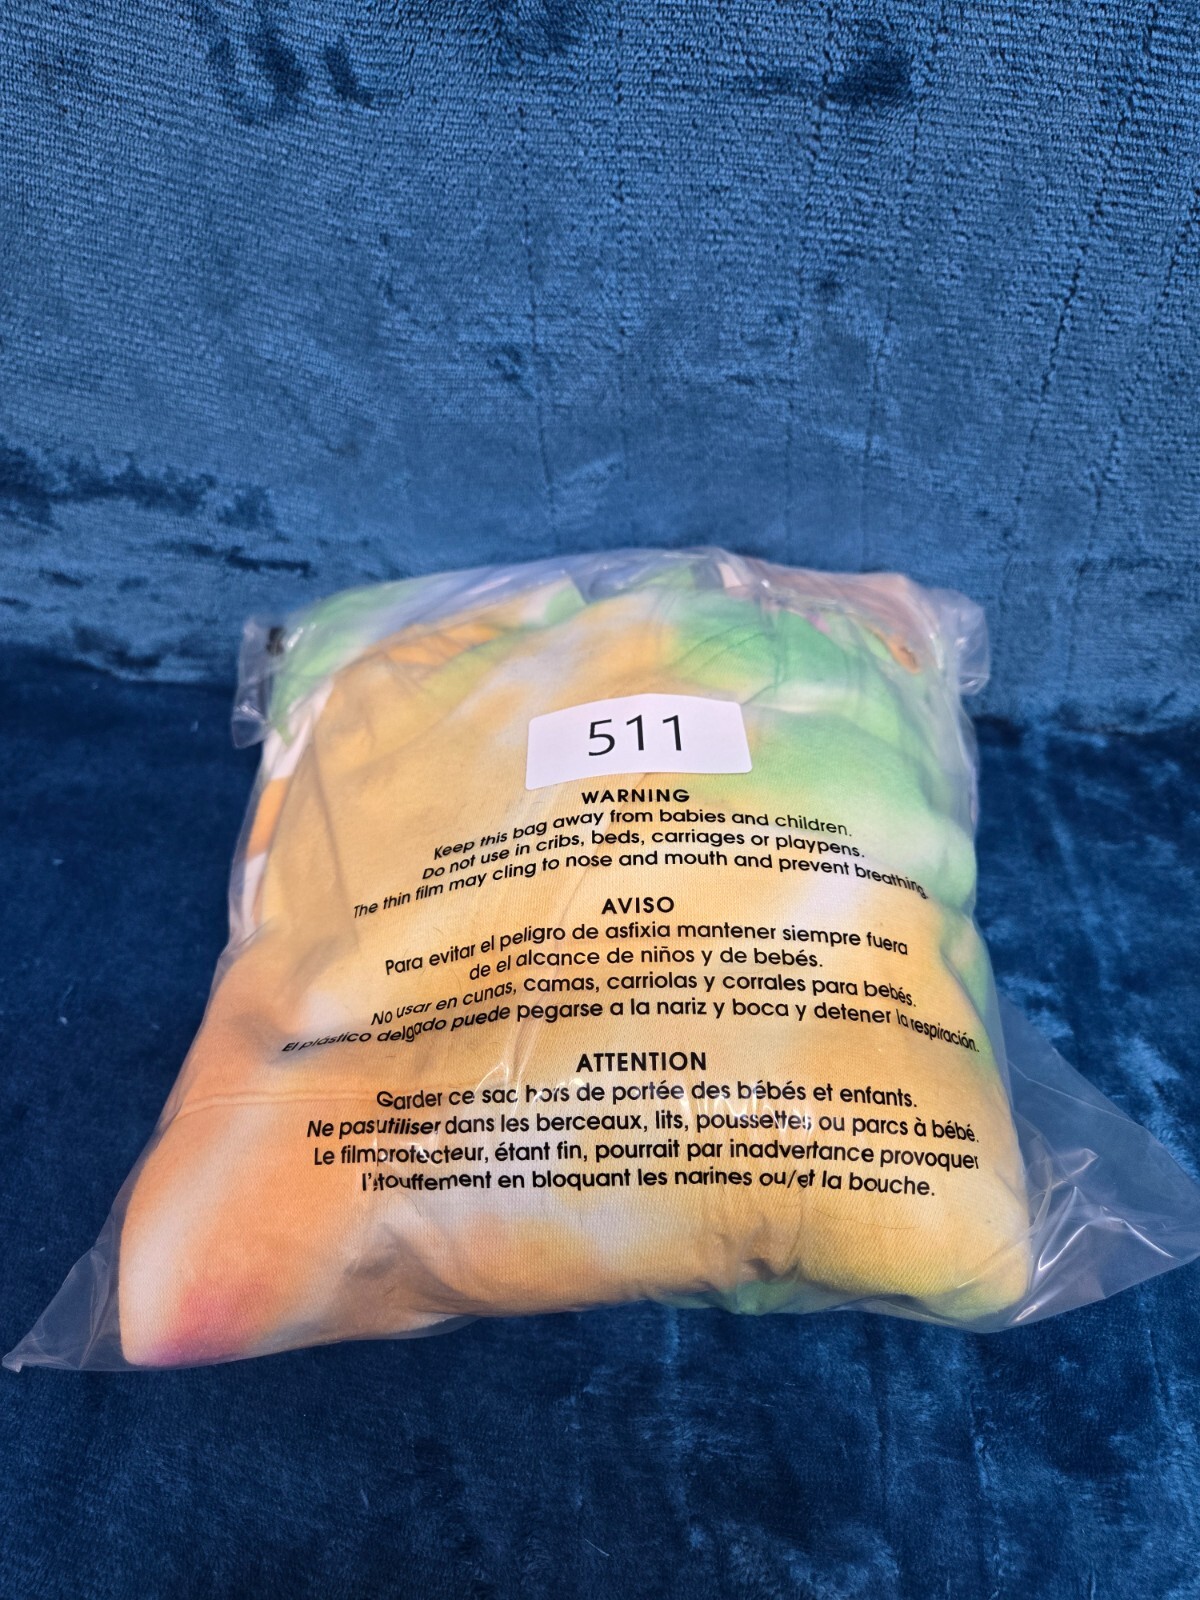 511
WARNING
Keep this bag away from babies and children.
Do not use in cribs, beds, carriages or playpens.
The thin film may cling to nose and mouth and prevent breathing.
AVISO
Para evitar el peligro de asfixia mantener siempre fuera
de el alcance de niños y de bebés.
No usar en cunas, camas, carriolas y corrales para bebés.
El plástico delgado puede pegarse a la nariz y boca y detener la respiración.
ATTENTION
Garder ce sac hors de portée des bébés et enfants.
Ne pas utiliser dans les berceaux, lits, poussettes ou parcs à bébé.
Le film protecteur, étant fin, pourrait par inadvertance provoquer
l'étouffement en bloquant les narines ou/et la bouche.